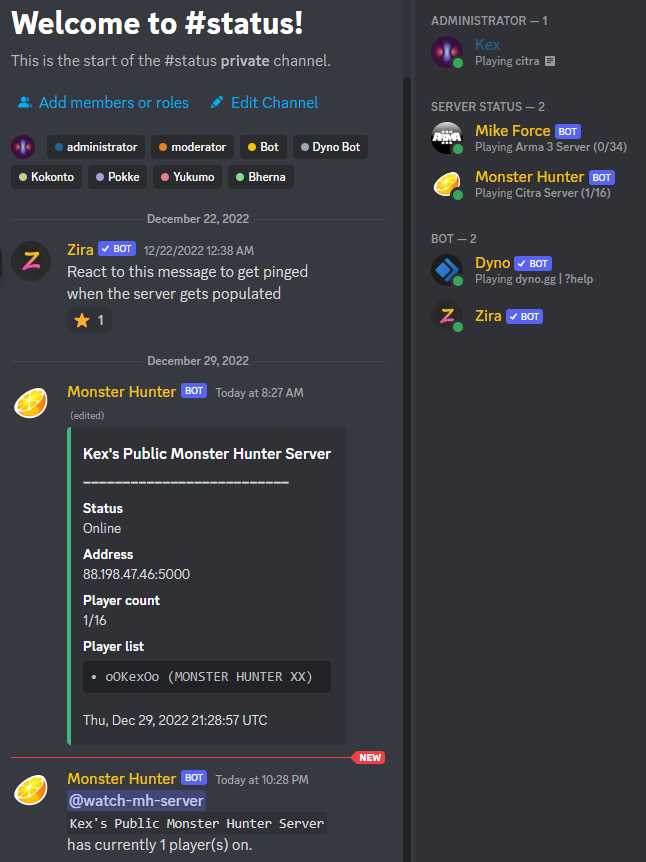 Welcome to #status!
This is the start of the #status private channel.
Add members or roles
Edit Channel
administrator
moderator
Bot
Dyno Bot
Kokonto
Pokke
Yukumo
Bherna
December 22, 2022
Zira ✓ BOT 12/22/2022 12:38 AM
React to this message to get pinged
when the server gets populated
1
December 29, 2022
Monster Hunter BOT Today at 8:27 AM
(edited)
Kex's Public Monster Hunter Server
__________________________
Status
Online
Address
88.198.47.46:5000
Player count
1/16
Player list
• oOKexOo (MONSTER HUNTER XX)
Thu, Dec 29, 2022 21:28:57 UTC
NEW
Monster Hunter BOT Today at 10:28 PM
@watch-mh-server
Kex's Public Monster Hunter Server
has currently 1 player(s) on.
ADMINISTRATOR — 1
Kex
Playing citra
SERVER STATUS — 2
ARMA
Mike Force BOT
Playing Arma 3 Server (0/34)
Monster Hunter BOT
Playing Citra Server (1/16)
BOT — 2
Dyno ✓ BOT
Playing dyno.gg | ?help
Zira ✓ BOT